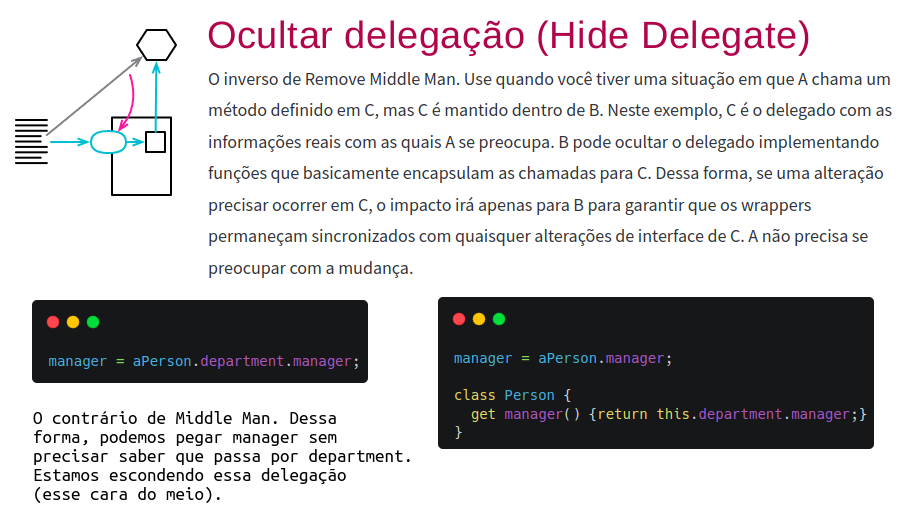 Ocultar delegação (Hide Delegate)
O inverso de Remove Middle Man. Use quando você tiver uma situação em que A chama um
método definido em C, mas C é mantido dentro de B. Neste exemplo, C é o delegado com as
informações reais com as quais A se preocupa. B pode ocultar o delegado implementando
funções que basicamente encapsulam as chamadas para C. Dessa forma, se uma alteração
precisar ocorrer em C, o impacto irá apenas para B para garantir que os wrappers
permaneçam sincronizados com quaisquer alterações de interface de C. A não precisa se
preocupar com a mudança.
manager = aPerson.department.manager;
O contrário de Middle Man. Dessa
forma, podemos pegar manager sem
precisar saber que passa por department.
Estamos escondendo essa delegação
(esse cara do meio).
manager = aPerson.manager;
class Person {
  get manager() {return this.department.manager;}
}